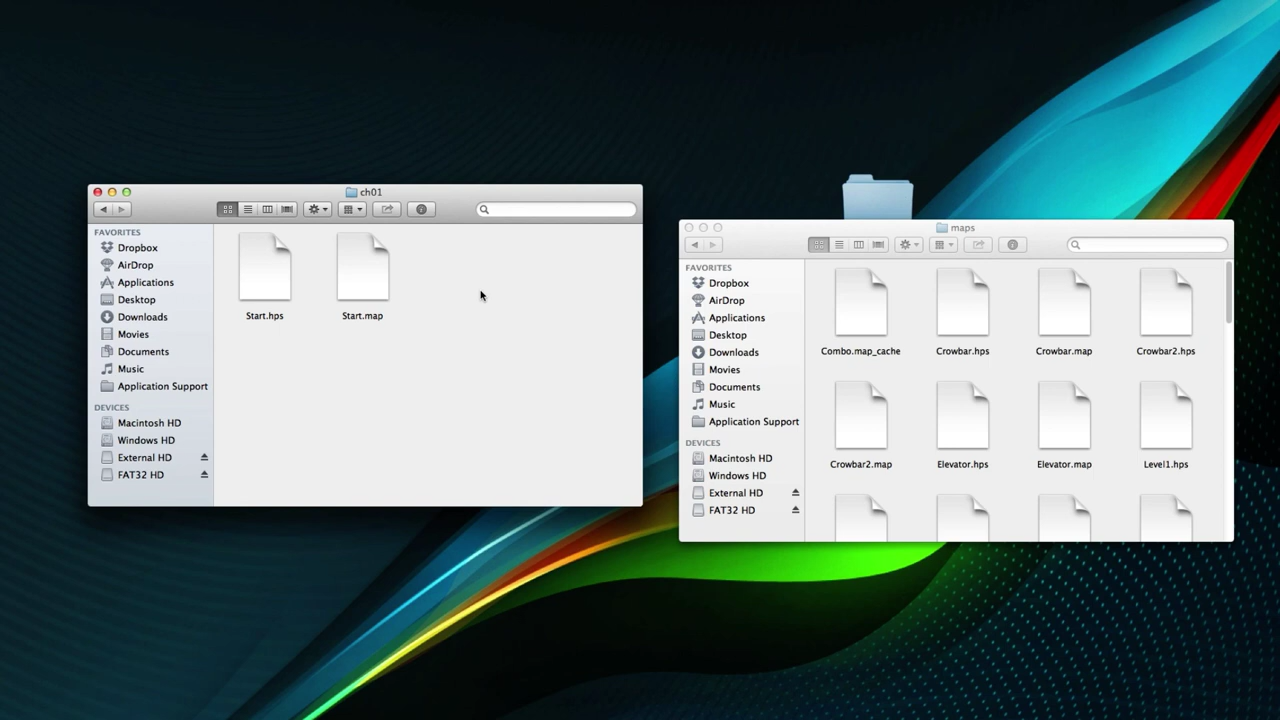 ch01
FAVORITES
Dropbox
AirDrop
Applications
Desktop
Downloads
Movies
Documents
Music
Application Support
DEVICES
Macintosh HD
Windows HD
External HD
FAT32 HD
Start.hps
Start.map
maps
FAVORITES
Dropbox
AirDrop
Applications
Desktop
Downloads
Movies
Documents
Music
Application Support
DEVICES
Macintosh HD
Windows HD
External HD
FAT32 HD
Combo.map_cache
Crowbar.hps
Crowbar.map
Crowbar2.hps
Crowbar2.map
Elevator.hps
Elevator.map
Level1.hps